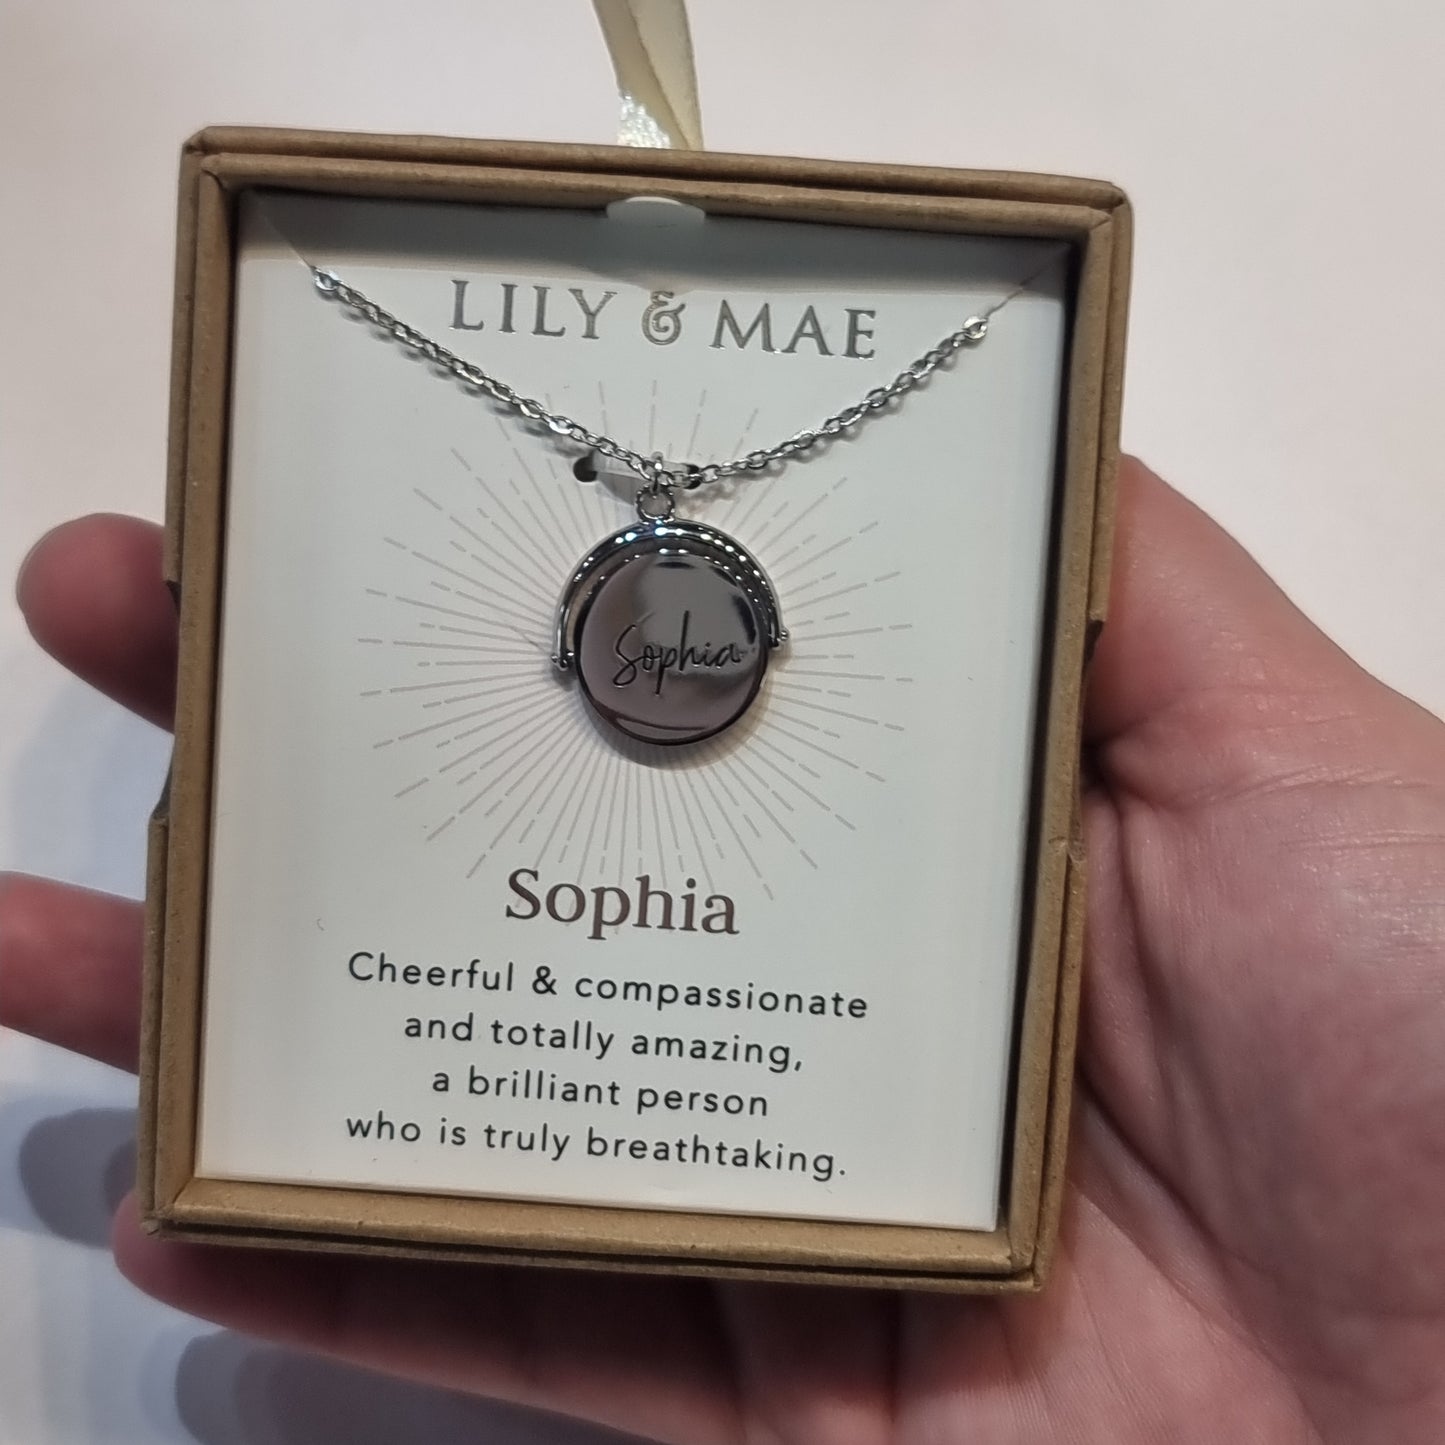 LILY & MAE
Sophia
Sophia
Cheerful & compassionate
and totally amazing,
a brilliant person
who is truly breathtaking.